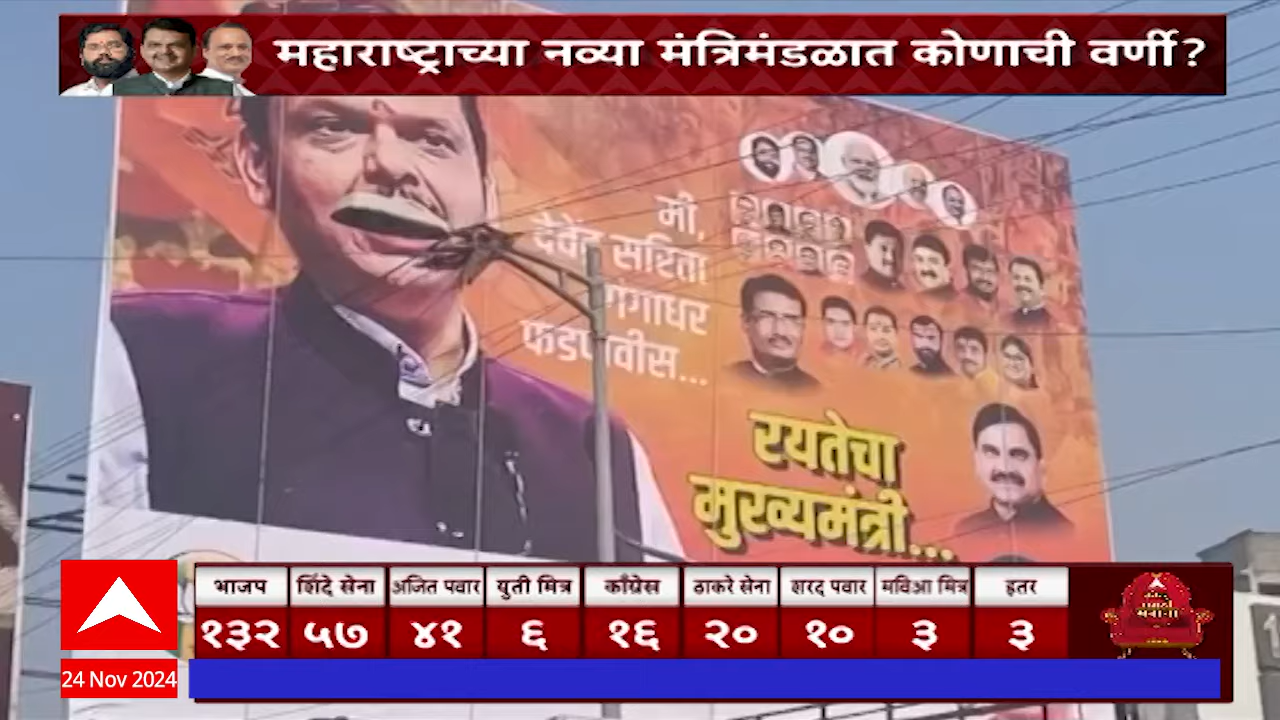 महाराष्ट्राच्या नव्या मंत्रिमंडळात कोणाची वर्णी?
मी,
देवेंद्र सरिता
गंगाधर
फडणवीस...
रयतेचा
मुख्यमंत्री...
भाजप शिंदे सेना अजित पवार युती मित्र काँग्रेस ठाकरे सेना शरद पवार मविआ मित्र इतर
१३२ ५७ ४१ ६ १६ २० १० ३ ३
24 Nov 2024